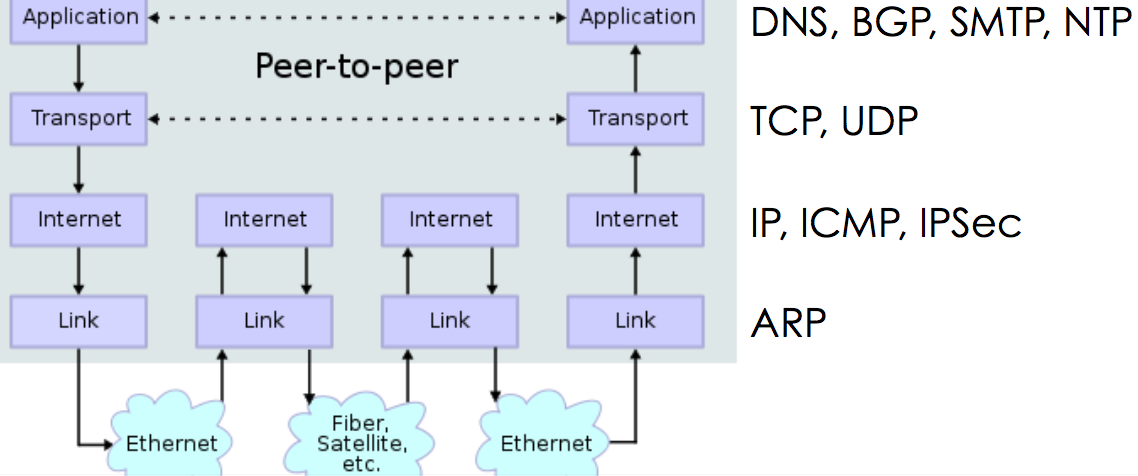 Application Application DNS, BGP, SMTP, NTP
Peer-to-peer
Transport Transport TCP, UDP
Internet Internet Internet Internet IP, ICMP, IPSec
Link Link Link Link ARP
Ethernet Fiber, Satellite, etc. Ethernet